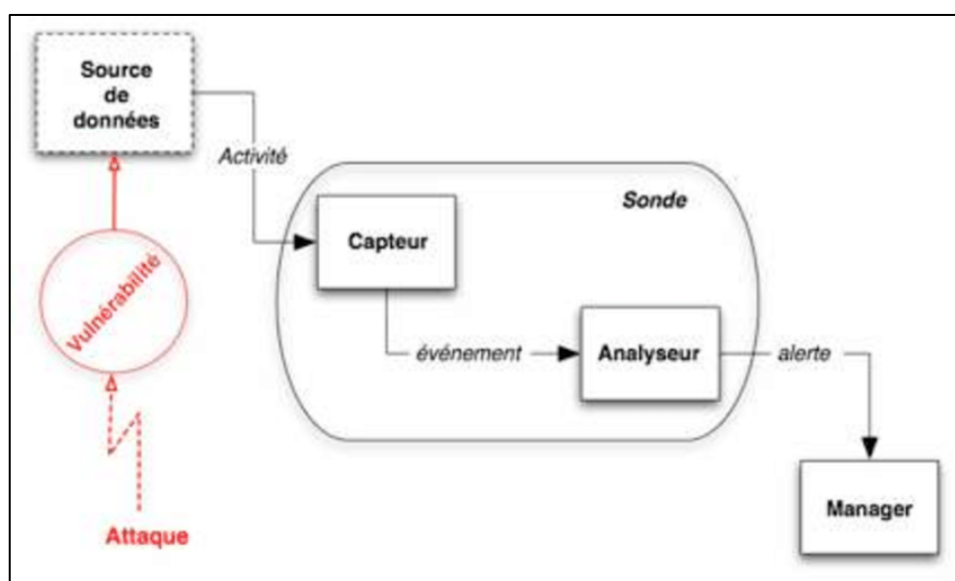 Source
de
données
Activité
Sonde
Capteur
Vulnérabilité
événement
Analyseur
alerte
Manager
Attaque